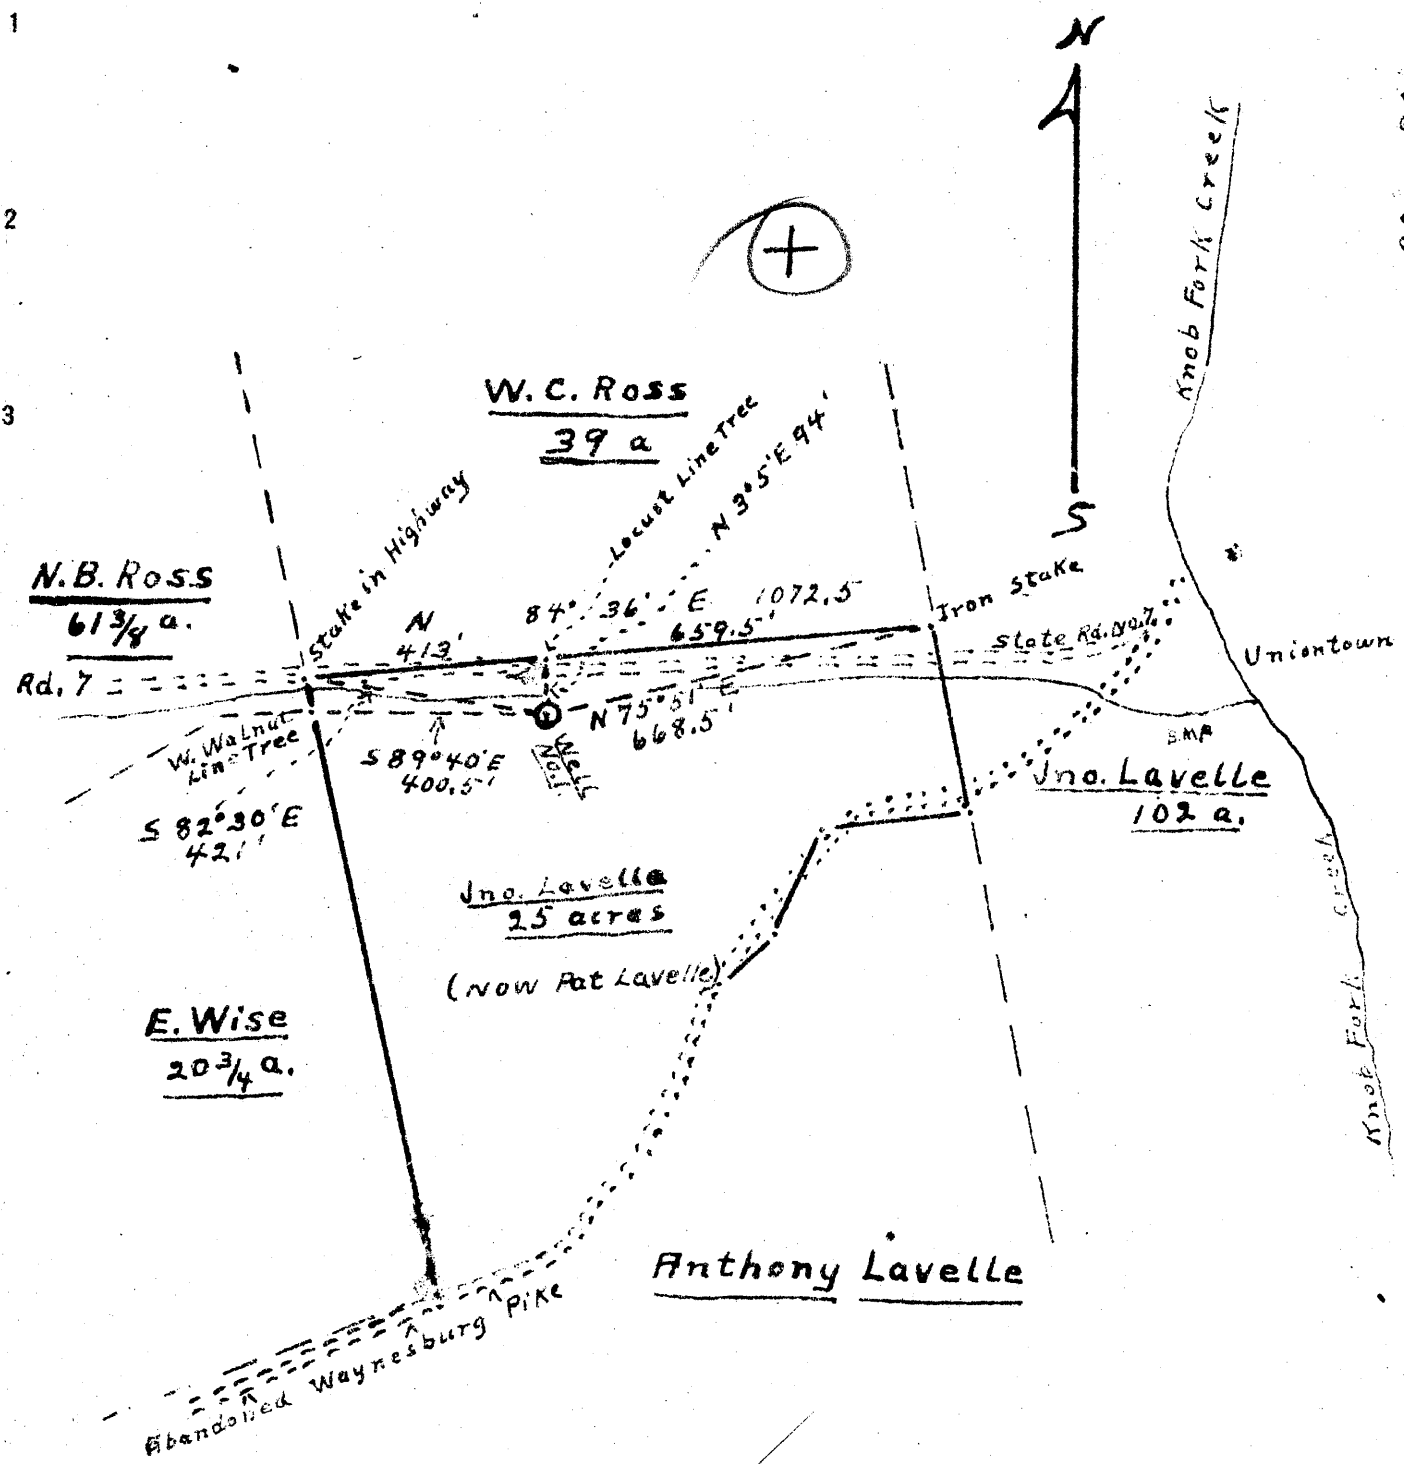 1
N
Knob Fork Creek
2
3
W. C. Ross
39 a
Locust Line Tree
N 3°5'E 94'
S
Stake in Highway
N.B. Ross
61 3/8 a.
N 84° 36' E 1072.5
413'
659.5'
Iron Stake
State Rd. No. 7
Uniontown
Rd. 7
W. Walnut
Line Tree
S 89°40'E
400.5'
Well
No. 1
N 75°51' E
668.5'
S 82°30'E
421'
Jno. Lavelle
102 a.
Jno. Lavelle
25 acres
(Now Pat Lavelle)
E. Wise
20 3/4 a.
Knob Fork Creek
Anthony Lavelle
Abandoned Waynesburg Pike